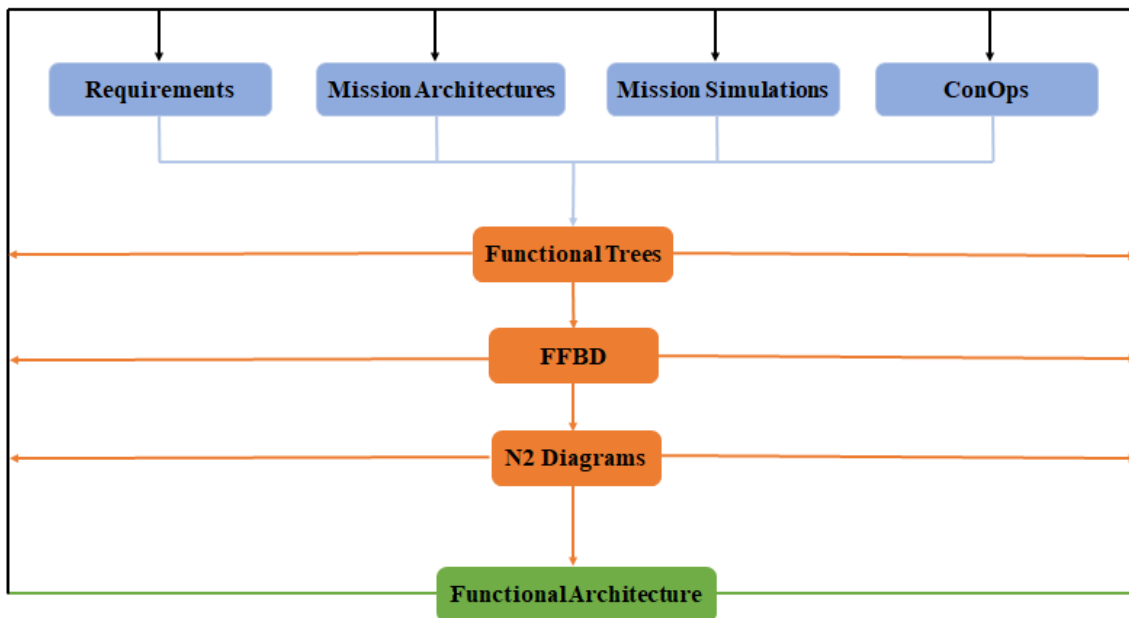 Requirements
Mission Architectures
Mission Simulations
ConOps
Functional Trees
FFBD
N2 Diagrams
Functional Architecture